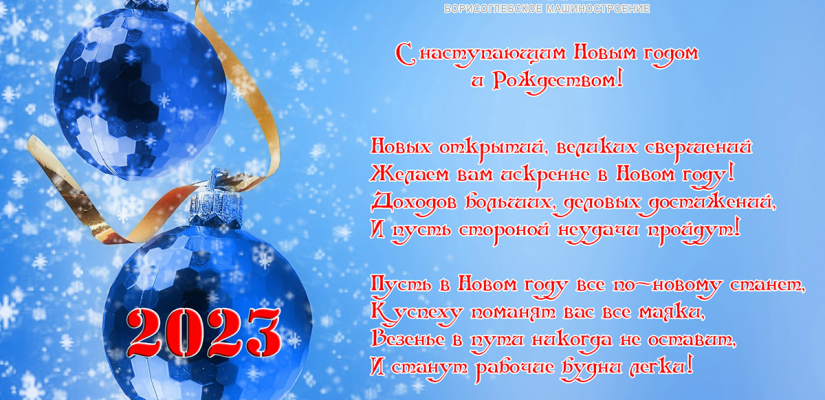 БОРИСОГЛЕБСКОЕ МАШИНОСТРОЕНИЕ
С наступающим Новым годом
и Рождеством!
Новых открытий, великих свершений
Желаем вам искренне в Новом году!
Доходов больших, деловых достижений,
И пусть стороной неудачи пройдут!
Пусть в Новом году все по-новому станет,
К успеху поманят вас все маяки,
Везенье в пути никогда не оставит,
И станут рабочие будни легки!
2023